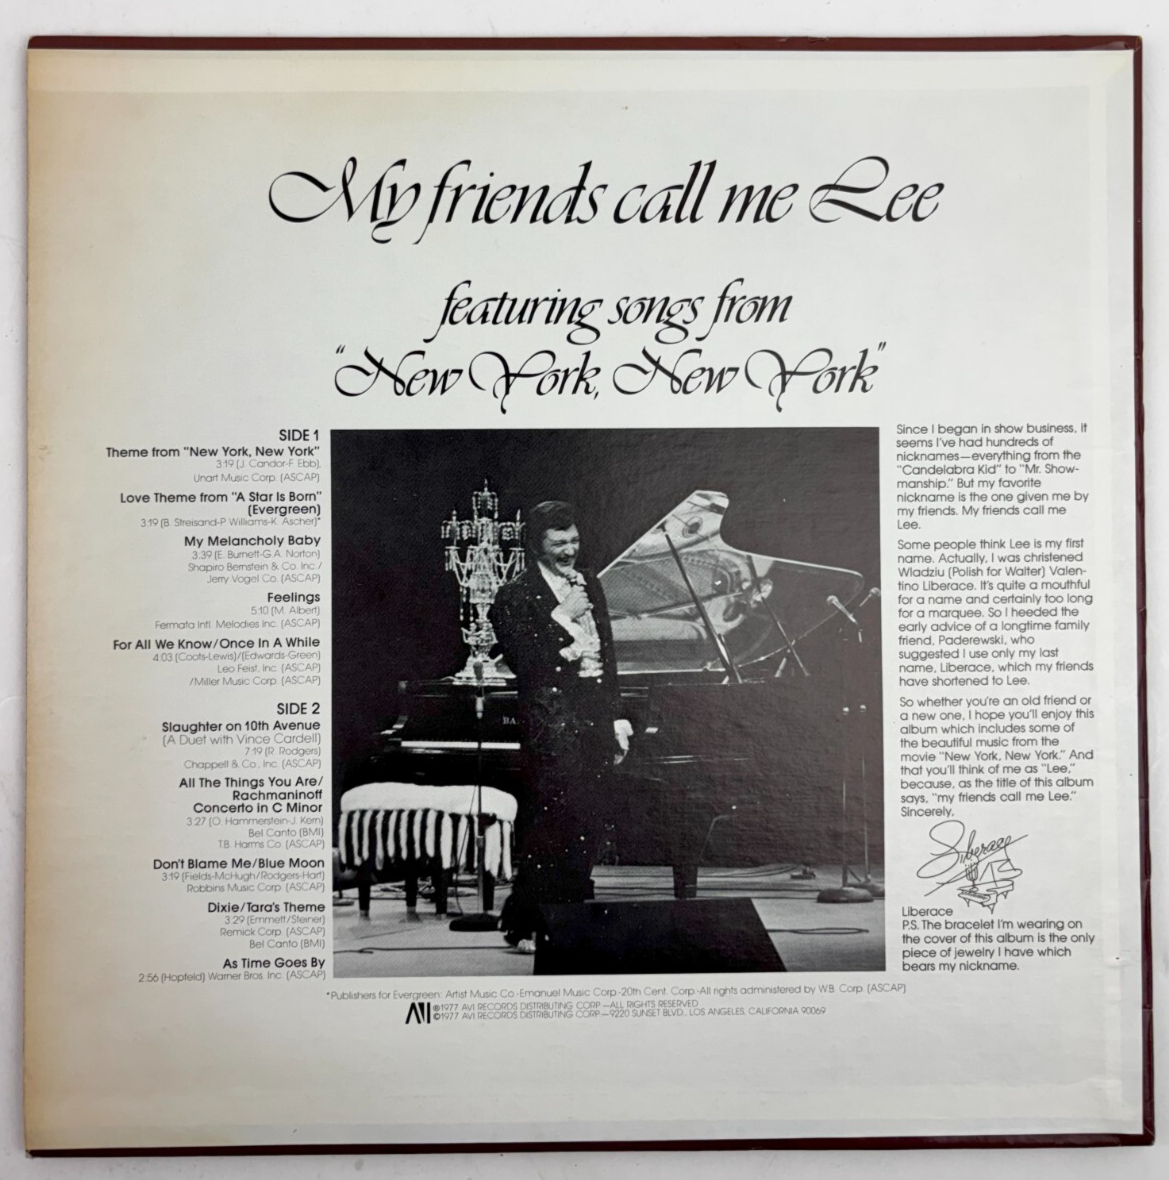 My friends call me Lee
featuring songs from
"New York, New York"
SIDE 1
Theme from "New York, New York"
3:19 (J. Candor-F. Ebb),
Unart Music Corp. (ASCAP)
Love Theme from "A Star Is Born"
(Evergreen)
3:19 (B. Streisand-P. Williams-K. Ascher)*
My Melancholy Baby
3:39 (E. Burnett-G.A. Norton)
Shapiro Bernstein & Co. Inc./
Jerry Vogel Co. (ASCAP)
Feelings
5:10 (M. Albert)
Fermata Intl. Melodies Inc. (ASCAP)
For All We Know/Once In A While
4:03 (Coots-Lewis)/(Edwards-Green)
Leo Feist, Inc. (ASCAP)
/Miller Music Corp. (ASCAP)
SIDE 2
Slaughter on 10th Avenue
(A Duet with Vince Cardell)
7:19 (R. Rodgers)
Chappell & Co., Inc. (ASCAP)
All The Things You Are/
Rachmaninoff
Concerto in C Minor
3:27 (O. Hammerstein-J. Kern)
Bel Canto (BMI)
T.B. Harms Co. (ASCAP)
Don't Blame Me/Blue Moon
3:19 (Fields-McHugh/Rodgers-Hart)
Robbins Music Corp. (ASCAP)
Dixie/Tara's Theme
3:29 (Emmett/Steiner)
Remick Corp. (ASCAP)
Bel Canto (BMI)
As Time Goes By
2:56 (Hopfeld) Warner Bros. Inc. (ASCAP)
Since I began in show business, it
seems I've had hundreds of
nicknames—everything from the
"Candelabra Kid" to "Mr. Show-
manship." But my favorite
nickname is the one given me by
my friends. My friends call me
Lee.
Some people think Lee is my first
name. Actually, I was christened
Wladziu (Polish for Walter) Valen-
tino Liberace. It's quite a mouthful
for a name and certainly too long
for a marquee. So I heeded the
early advice of a longtime family
friend, Paderewski, who
suggested I use only my last
name, Liberace, which my friends
have shortened to Lee.
So whether you're an old friend or
a new one, I hope you'll enjoy this
album which includes some of
the beautiful music from the
movie "New York, New York." And
that you'll think of me as "Lee,"
because, as the title of this album
says, "my friends call me Lee."
Sincerely,
Liberace
Liberace
P.S. The bracelet I'm wearing on
the cover of this album is the only
piece of jewelry I have which
bears my nickname.
*Publishers for Evergreen: Artist Music Co.-Emanuel Music Corp.-20th Cent. Corp.-All rights administered by W.B. Corp. (ASCAP)
AVI ℗1977 AVI RECORDS DISTRIBUTING CORP.—ALL RIGHTS RESERVED
©1977 AVI RECORDS DISTRIBUTING CORP.—9220 SUNSET BLVD., LOS ANGELES, CALIFORNIA 90069